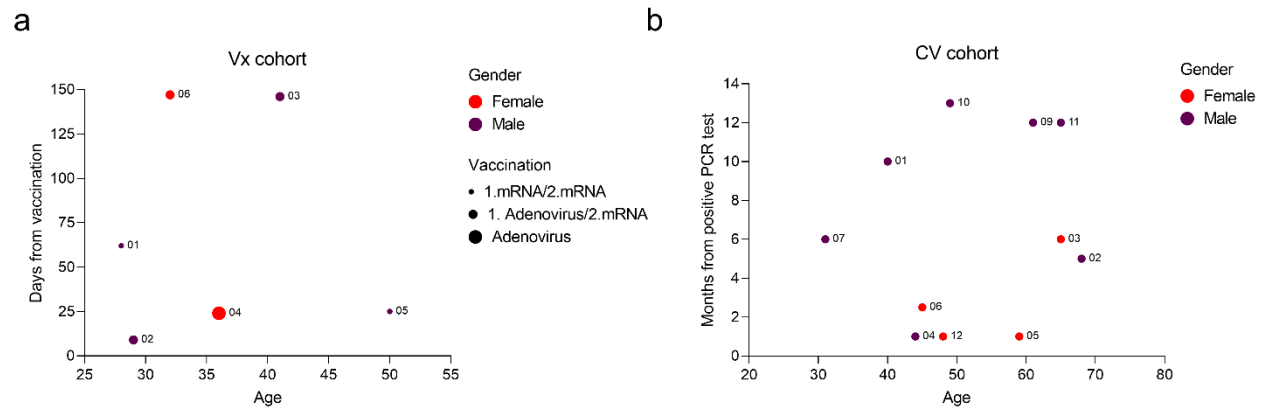 a
Vx cohort
150
125
100
75
50
25
0
25
30
35
40
45
50
55
Days from vaccination
Age
06
03
01
04
05
02
Gender
Female
Male
Vaccination
1.mRNA/2.mRNA
1. Adenovirus/2.mRNA
Adenovirus
b
CV cohort
14
12
10
8
6
4
2
0
20
30
40
50
60
70
80
Months from positive PCR test
Age
10
09
11
01
07
03
02
06
04
12
05
Gender
Female
Male